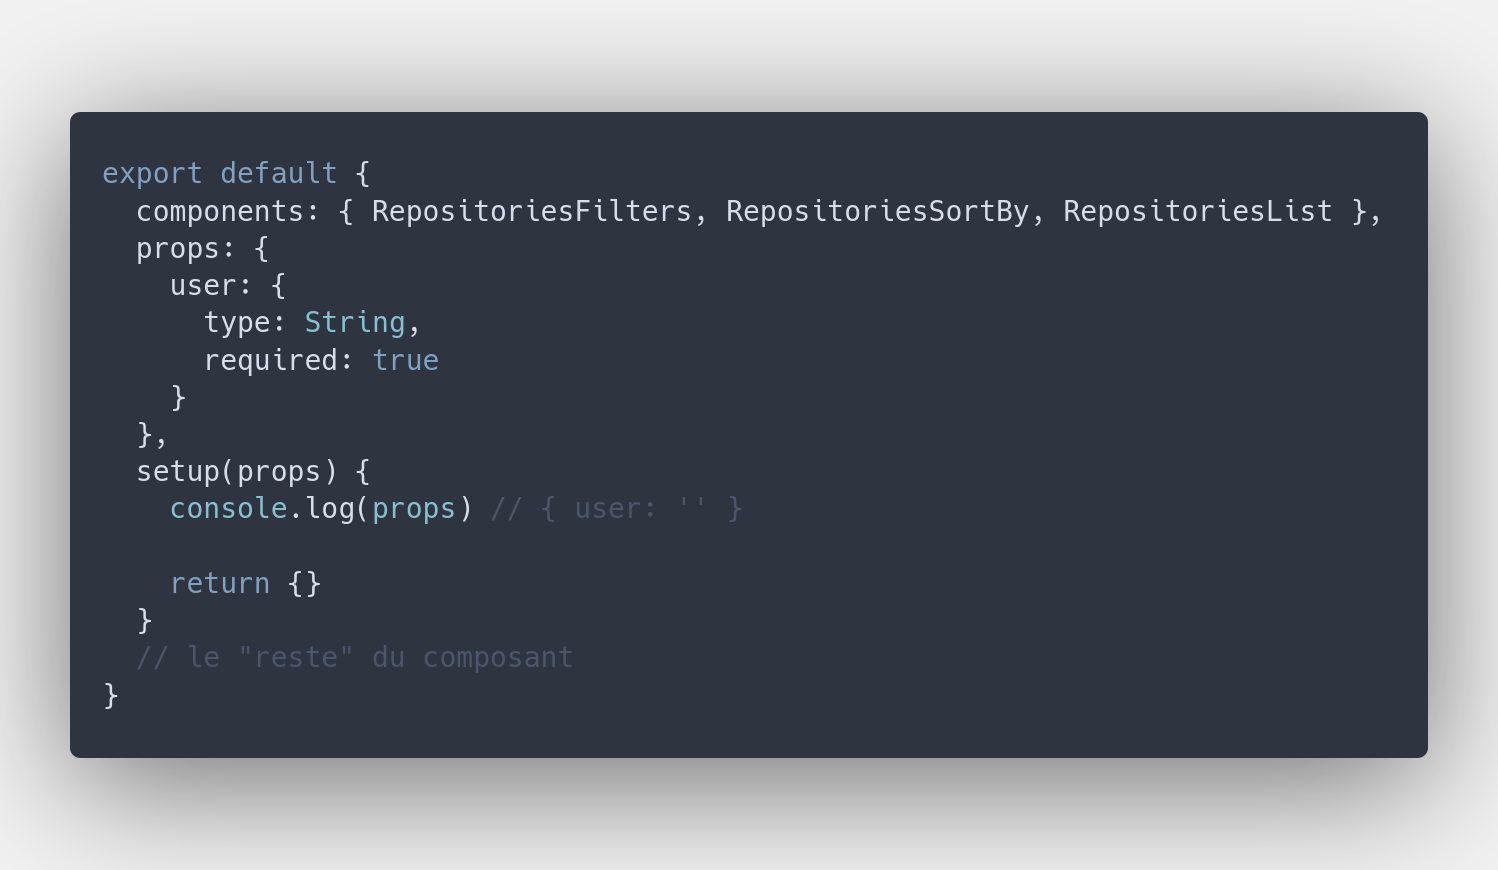 export default {
  components: { RepositoriesFilters, RepositoriesSortBy, RepositoriesList },
  props: {
    user: {
      type: String,
      required: true
    }
  },
  setup(props) {
    console.log(props) // { user: '' }

    return {}
  }
  // le "reste" du composant
}